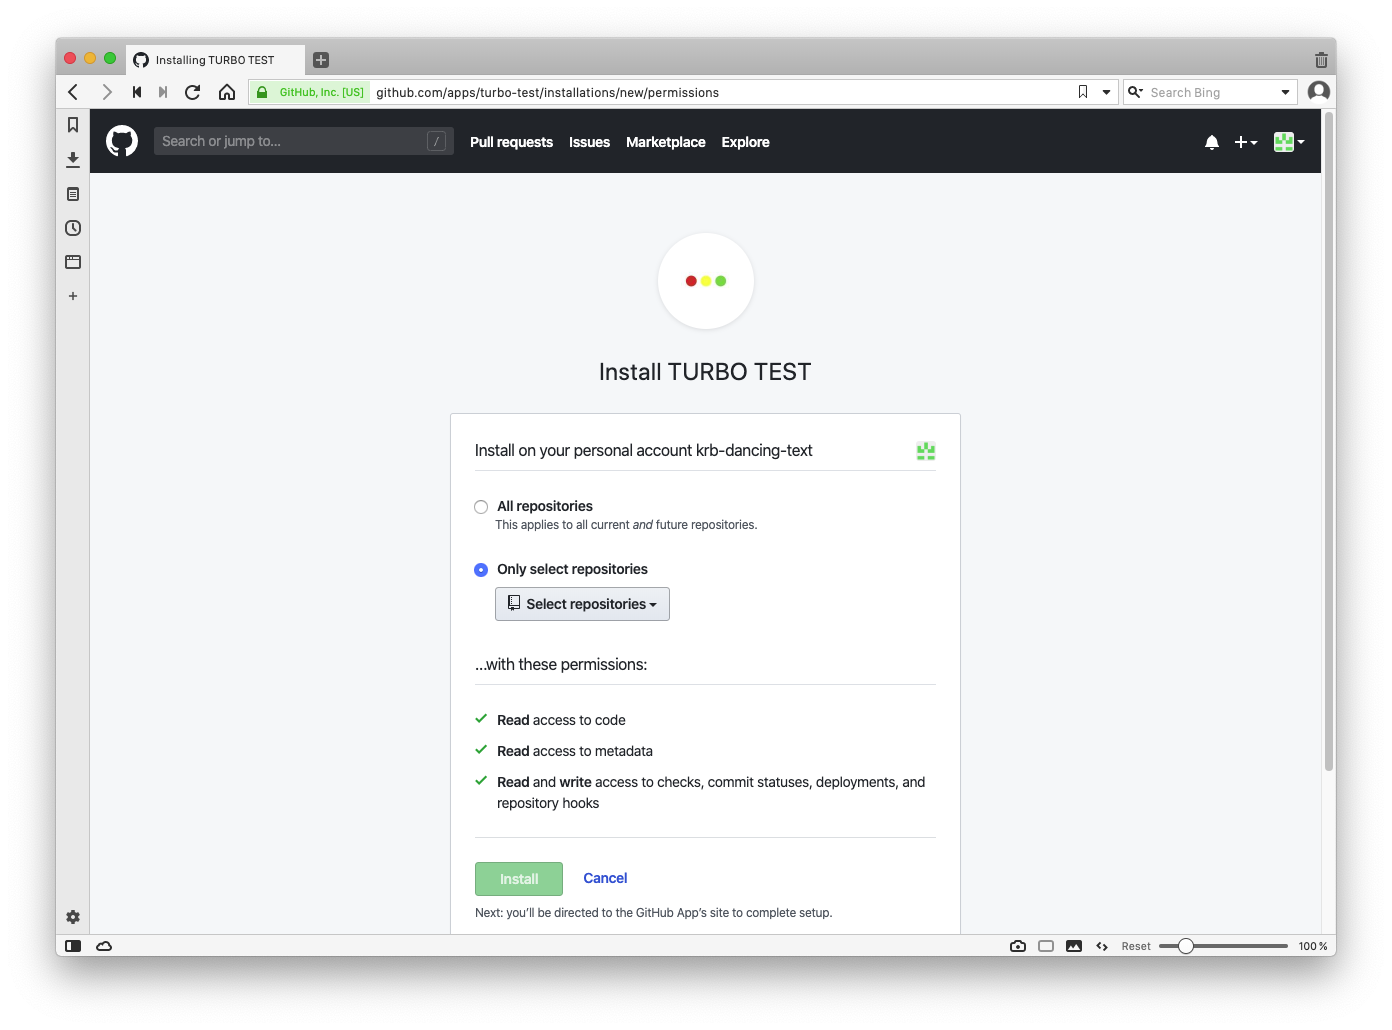 Installing TURBO TEST
GitHub, Inc. [US] github.com/apps/turbo-test/installations/new/permissions
Search Bing
Search or jump to... /
Pull requests Issues Marketplace Explore
Install TURBO TEST
Install on your personal account krb-dancing-text
All repositories
This applies to all current and future repositories.
Only select repositories
Select repositories
...with these permissions:
Read access to code
Read access to metadata
Read and write access to checks, commit statuses, deployments, and
repository hooks
Install Cancel
Next: you'll be directed to the GitHub App's site to complete setup.
Reset 100 %